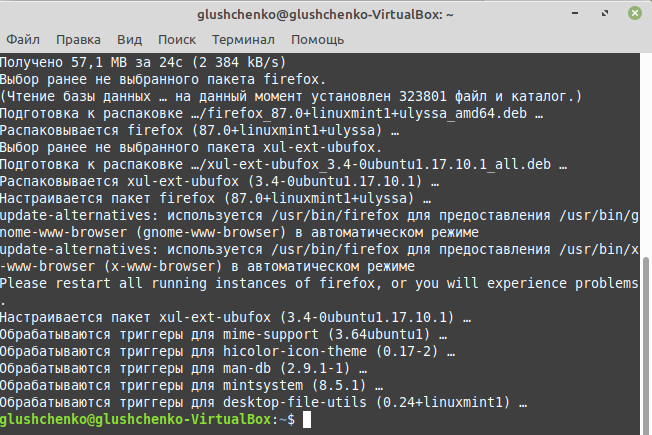 glushchenko@glushchenko-VirtualBox: ~
Файл Правка Вид Поиск Терминал Помощь
Получено 57,1 MB за 24с (2 384 kB/s)
Выбор ранее не выбранного пакета firefox.
(Чтение базы данных … на данный момент установлен 323801 файл и каталог.)
Подготовка к распаковке …/firefox_87.0+linuxmint1+ulyssa_amd64.deb …
Распаковывается firefox (87.0+linuxmint1+ulyssa) …
Выбор ранее не выбранного пакета xul-ext-ubufox.
Подготовка к распаковке …/xul-ext-ubufox_3.4-0ubuntu1.17.10.1_all.deb …
Распаковывается xul-ext-ubufox (3.4-0ubuntu1.17.10.1) …
Настраивается пакет firefox (87.0+linuxmint1+ulyssa) …
update-alternatives: используется /usr/bin/firefox для предоставления /usr/bin/g
nome-www-browser (gnome-www-browser) в автоматическом режиме
update-alternatives: используется /usr/bin/firefox для предоставления /usr/bin/x
-www-browser (x-www-browser) в автоматическом режиме
Please restart all running instances of firefox, or you will experience problems
.
Настраивается пакет xul-ext-ubufox (3.4-0ubuntu1.17.10.1) …
Обрабатываются триггеры для mime-support (3.64ubuntu1) …
Обрабатываются триггеры для hicolor-icon-theme (0.17-2) …
Обрабатываются триггеры для man-db (2.9.1-1) …
Обрабатываются триггеры для mintsystem (8.5.1) …
Обрабатываются триггеры для desktop-file-utils (0.24+linuxmint1) …
glushchenko@glushchenko-VirtualBox:~$